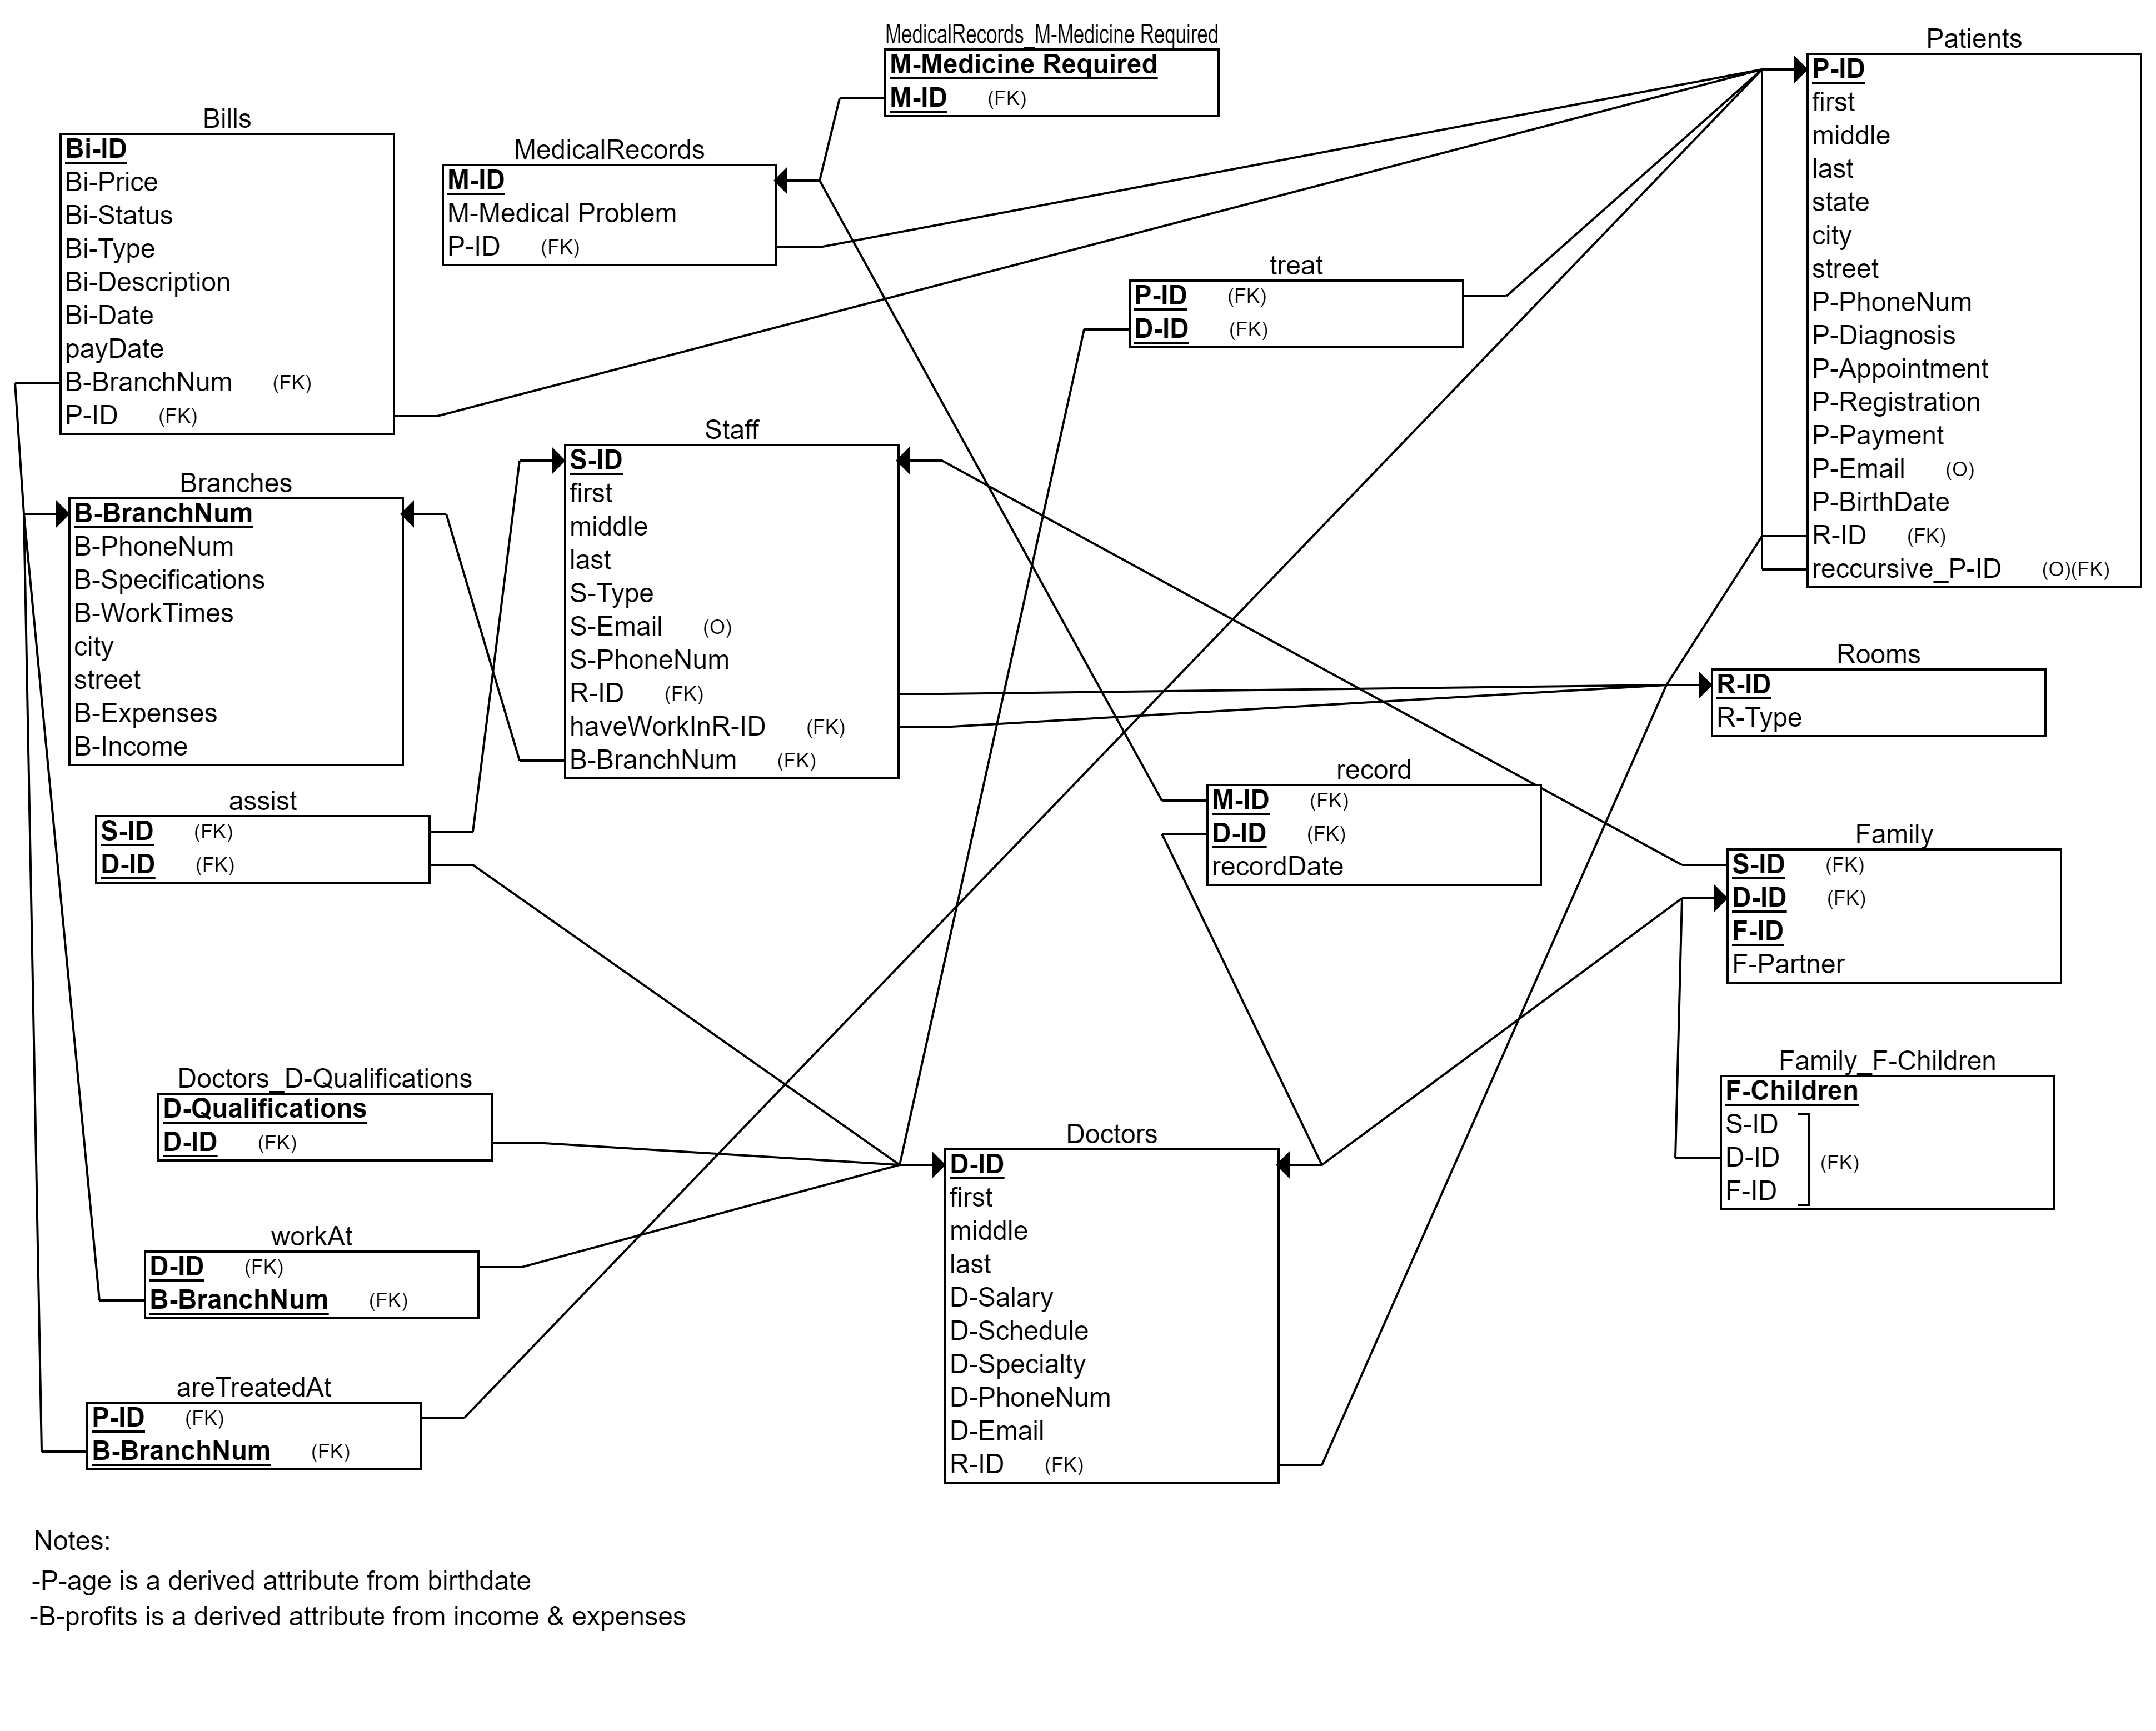 MedicalRecords_M-Medicine Required
M-Medicine Required
M-ID (FK)
Patients
P-ID
first
middle
last
state
city
street
P-PhoneNum
P-Diagnosis
P-Appointment
P-Registration
P-Payment
P-Email (O)
P-BirthDate
R-ID (FK)
reccursive_P-ID (O)(FK)
Bills
Bi-ID
Bi-Price
Bi-Status
Bi-Type
Bi-Description
Bi-Date
payDate
B-BranchNum (FK)
P-ID (FK)
MedicalRecords
M-ID
M-Medical Problem
P-ID (FK)
treat
P-ID (FK)
D-ID (FK)
Staff
S-ID
first
middle
last
S-Type
S-Email (O)
S-PhoneNum
R-ID (FK)
haveWorkInR-ID (FK)
B-BranchNum (FK)
Branches
B-BranchNum
B-PhoneNum
B-Specifications
B-WorkTimes
city
street
B-Expenses
B-Income
Rooms
R-ID
R-Type
record
M-ID (FK)
D-ID (FK)
recordDate
assist
S-ID (FK)
D-ID (FK)
Family
S-ID (FK)
D-ID (FK)
F-ID
F-Partner
Family_F-Children
F-Children
S-ID
D-ID (FK)
F-ID
Doctors_D-Qualifications
D-Qualifications
D-ID (FK)
Doctors
D-ID
first
middle
last
D-Salary
D-Schedule
D-Specialty
D-PhoneNum
D-Email
R-ID (FK)
workAt
D-ID (FK)
B-BranchNum (FK)
areTreatedAt
P-ID (FK)
B-BranchNum (FK)
Notes:
-P-age is a derived attribute from birthdate
-B-profits is a derived attribute from income & expenses